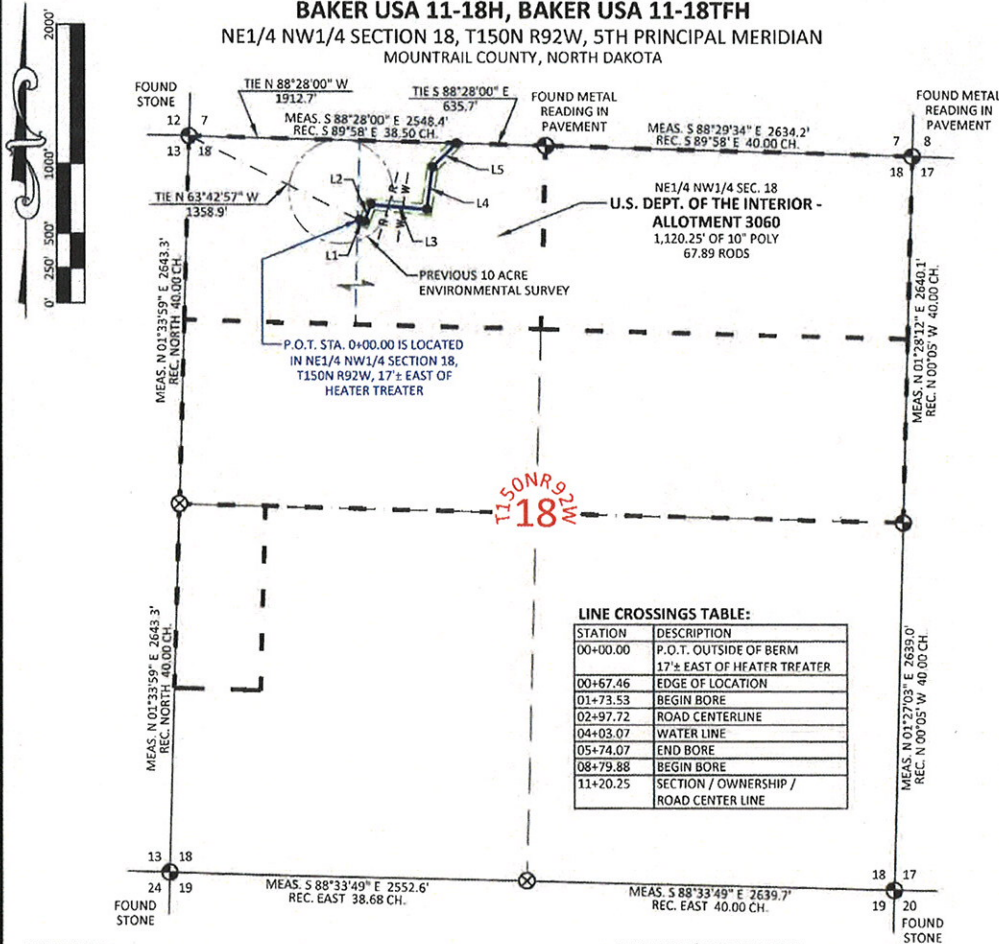 BAKER USA 11-18H, BAKER USA 11-18TFH
NE1/4 NW1/4 SECTION 18, T150N R92W, 5TH PRINCIPAL MERIDIAN
MOUNTRAIL COUNTY, NORTH DAKOTA
2000'
1000'
500'
250'
0'
FOUND
STONE
12 7
13 18
TIE N 88°28'00" W
1912.7'
TIE S 88°28'00" E
635.7'
MEAS. S 88°28'00" E 2548.4'
REC. S 89°58' E 38.50 CH.
FOUND METAL
READING IN
PAVEMENT
MEAS. S 88°29'34" E 2634.2'
REC. S 89°58' E 40.00 CH.
FOUND METAL
READING IN
PAVEMENT
7 8
18 17
TIE N 63°42'57" W
1358.9'
L2
L5
L4
L3
L1
R
W
R
W
NE1/4 NW1/4 SEC. 18
U.S. DEPT. OF THE INTERIOR -
ALLOTMENT 3060
1,120.25' OF 10" POLY
67.89 RODS
PREVIOUS 10 ACRE
ENVIRONMENTAL SURVEY
P.O.T. STA. 0+00.00 IS LOCATED
IN NE1/4 NW1/4 SECTION 18,
T150N R92W, 17'± EAST OF
HEATER TREATER
MEAS. N 01°33'59" E 2643.3'
REC. NORTH 40.00 CH.
MEAS. N 01°28'12" E 2640.1'
REC. N 00°05' W 40.00 CH.
T150NR92W
18
MEAS. N 01°33'59" E 2643.3'
REC. NORTH 40.00 CH.
MEAS. N 01°27'03" E 2639.0'
REC. N 00°05' W 40.00 CH.
LINE CROSSINGS TABLE:
STATION DESCRIPTION
00+00.00 P.O.T. OUTSIDE OF BERM
17'± EAST OF HEATER TREATER
00+67.46 EDGE OF LOCATION
01+73.53 BEGIN BORE
02+97.72 ROAD CENTERLINE
04+03.07 WATER LINE
05+74.07 END BORE
08+79.88 BEGIN BORE
11+20.25 SECTION / OWNERSHIP /
ROAD CENTER LINE
13 18
24 19
FOUND
STONE
MEAS. S 88°33'49" E 2552.6'
REC. EAST 38.68 CH.
MEAS. S 88°33'49" E 2639.7'
REC. EAST 40.00 CH.
18 17
19 20
FOUND
STONE